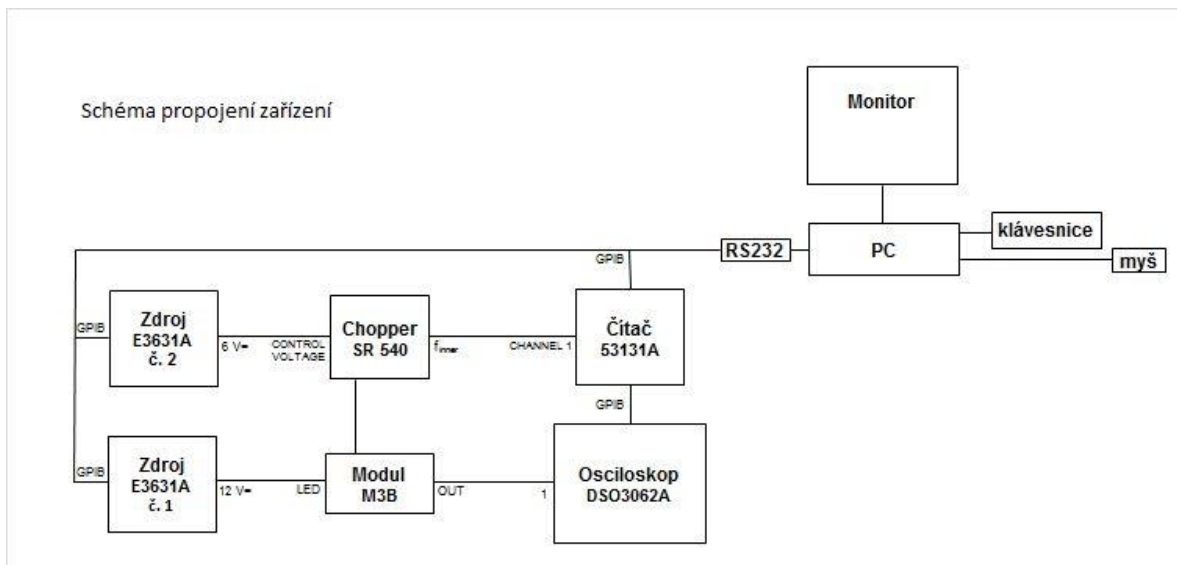 Schéma propojení zařízení
Monitor
klávesnice
RS232
PC
myš
GPIB
GPIB
Zdroj
E3631A
č. 2
6 V=
CONTROL
VOLTAGE
Chopper
SR 540
finner
CHANNEL 1
Čítač
53131A
GPIB
GPIB
Zdroj
E3631A
č. 1
12 V=
LED
Modul
M3B
OUT
1
Osciloskop
DSO3062A